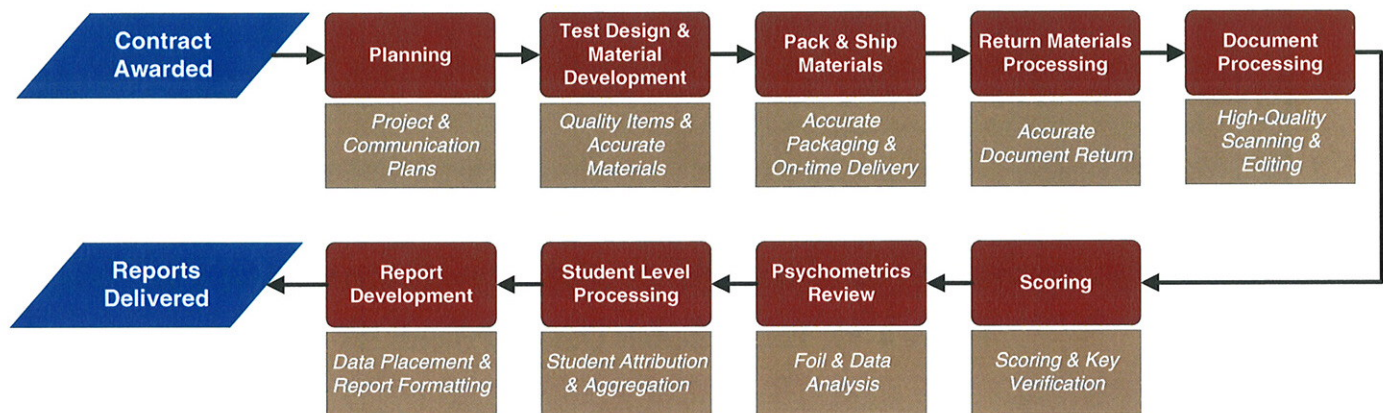 Contract
Awarded
Planning
Project &
Communication
Plans
Test Design &
Material
Development
Quality Items &
Accurate
Materials
Pack & Ship
Materials
Accurate
Packaging &
On-time Delivery
Return Materials
Processing
Accurate
Document Return
Document
Processing
High-Quality
Scanning &
Editing
Scoring
Scoring & Key
Verification
Psychometrics
Review
Foil & Data
Analysis
Student Level
Processing
Student Attribution
& Aggregation
Report
Development
Data Placement &
Report Formatting
Reports
Delivered